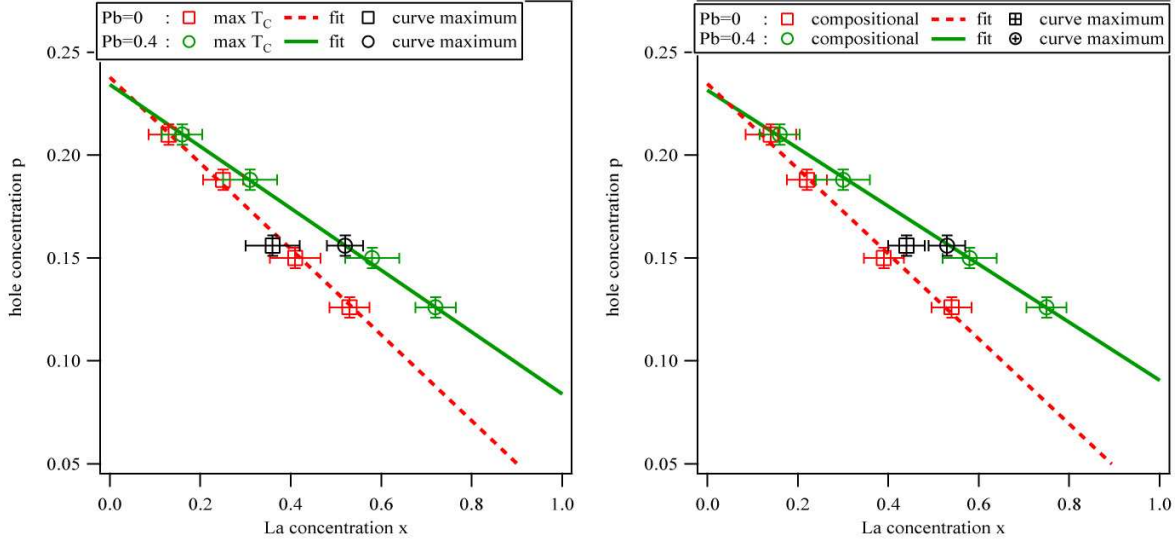 Pb=0 : max T_C fit curve maximum
Pb=0.4 : max T_C fit curve maximum
0.25
0.20
0.15
0.10
0.05
hole concentration p
0.0 0.2 0.4 0.6 0.8 1.0
La concentration x
Pb=0 : compositional fit curve maximum
Pb=0.4 : compositional fit curve maximum
0.25
0.20
0.15
0.10
0.05
hole concentration p
0.0 0.2 0.4 0.6 0.8 1.0
La concentration x